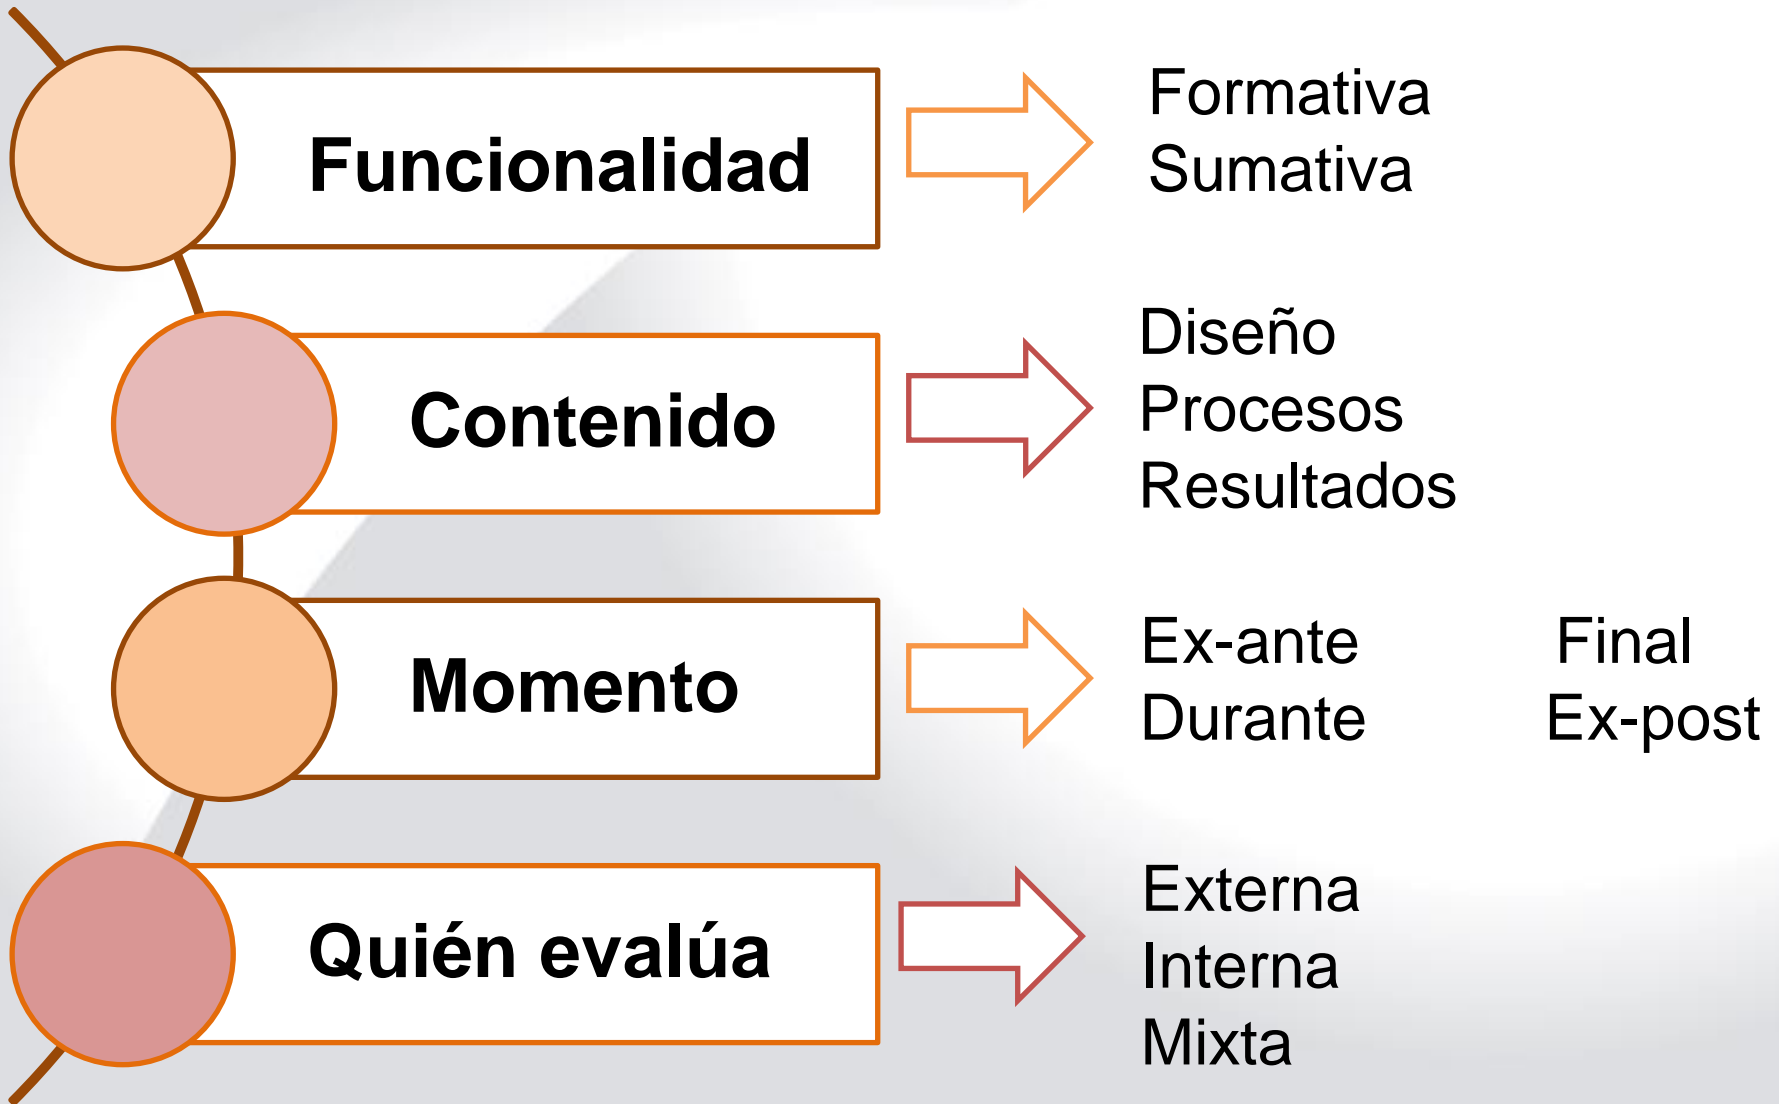 Funcionalidad
Formativa
Sumativa
Contenido
Diseño
Procesos
Resultados
Momento
Ex-ante Final
Durante Ex-post
Quién evalúa
Externa
Interna
Mixta